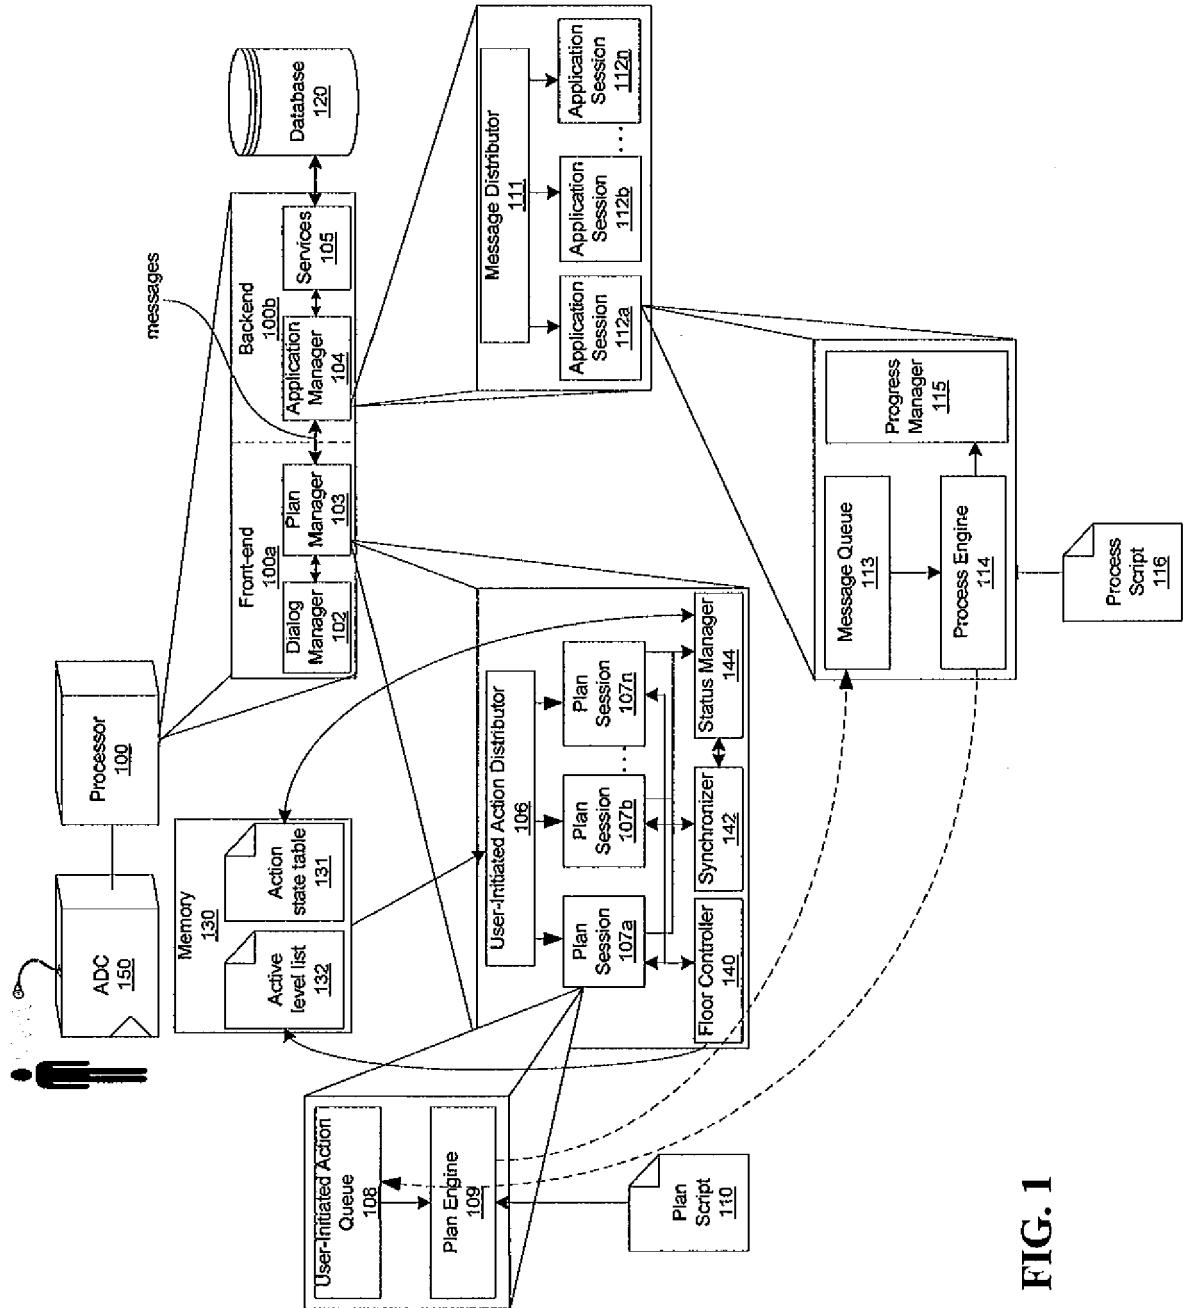 ADC
150
Processor
100
Memory
130
Active
level list
132
Action
state table
131
Front-end
100a
Backend
100b
messages
Dialog
Manager
102
Plan
Manager
103
Application
Manager
104
Services
105
Database
120
User-Initiated Action
Queue
108
Plan Engine
109
Plan
Script
110
User-Initiated Action Distributor
106
Plan
Session
107a
Plan
Session
107b
Plan
Session
107n
Floor Controller
140
Synchronizer
142
Status Manager
144
Message Distributor
111
Application
Session
112a
Application
Session
112b
Application
Session
112n
Message Queue
113
Process Engine
114
Progress
Manager
115
Process
Script
116
FIG. 1